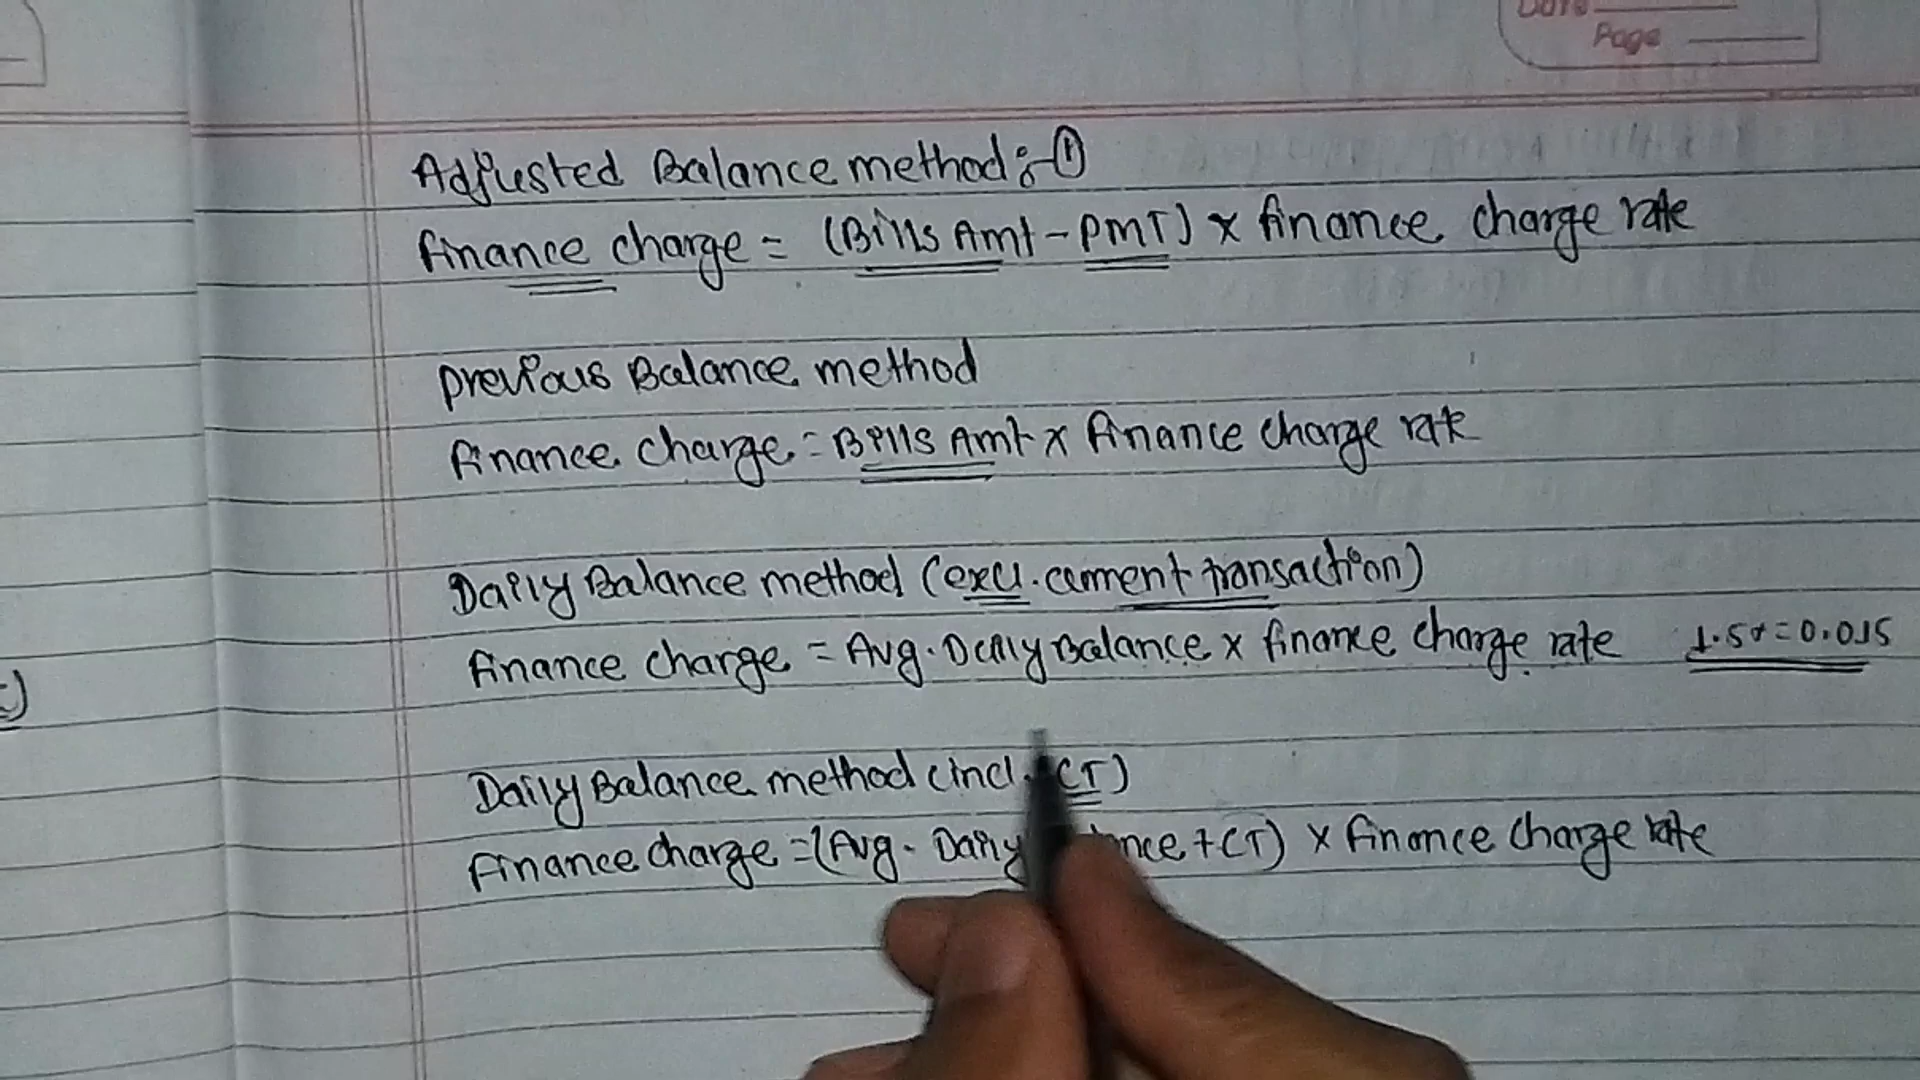 Date
Page
Adjusted Balance method:-①
finance charge = (Bills Amt - PMT) x finance charge rate
previous Balance method
finance charge = Bills Amt x finance charge rate
Daily Balance method (excl. current transaction)
finance charge = Avg. Daily Balance x finance charge rate 1.5% = 0.015
Daily Balance method (incl. CT)
finance charge = (Avg. Daily nce + CT) x finance charge rate